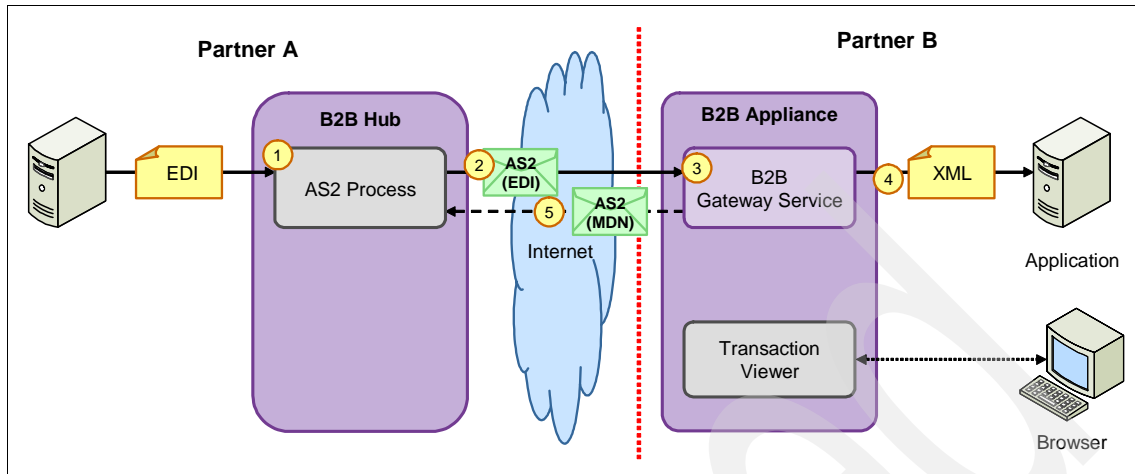 Partner A
Partner B
B2B Hub
B2B Appliance
EDI
1
AS2 Process
2
AS2
(EDI)
3
B2B
Gateway Service
4
XML
5
AS2
(MDN)
Internet
Application
Transaction
Viewer
Browser